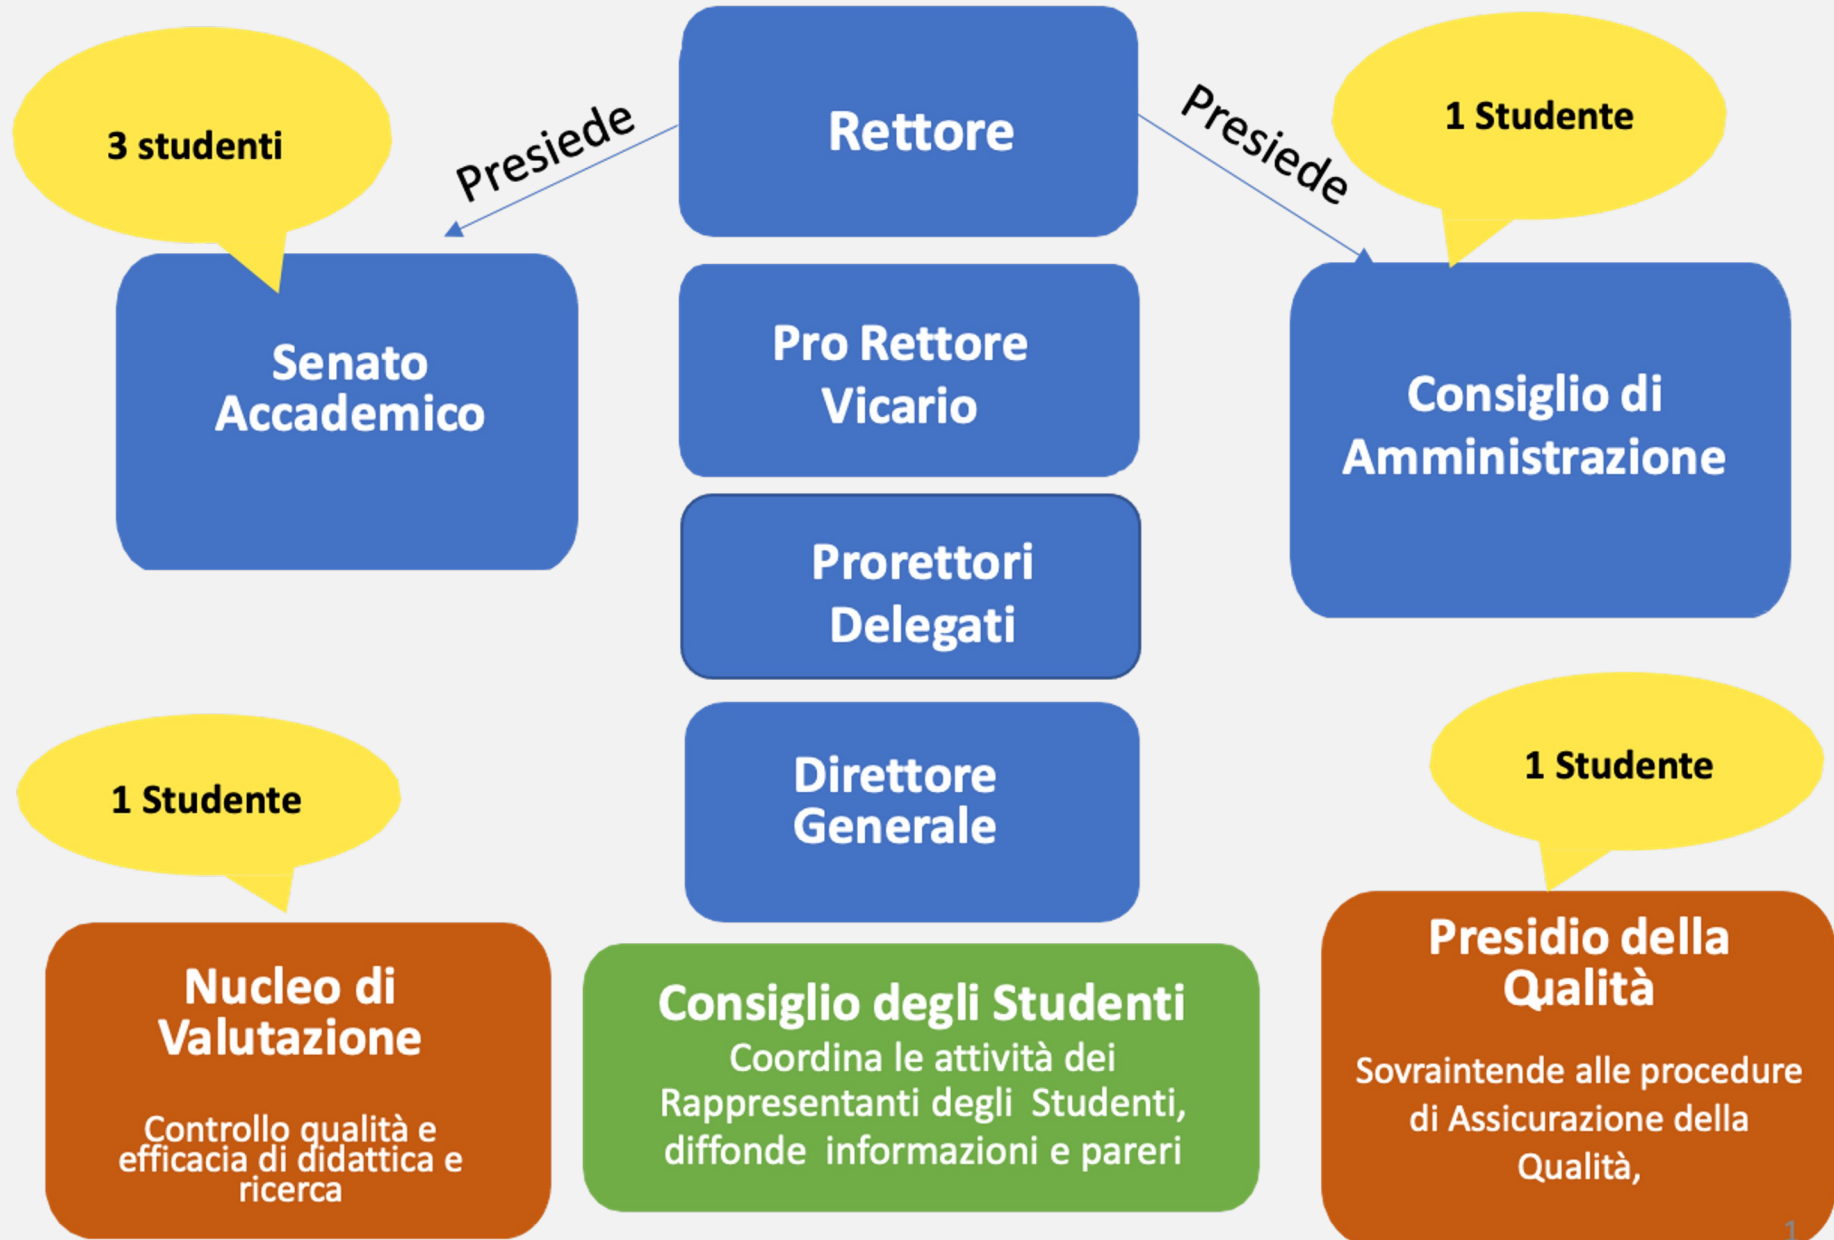 3 studenti
Presiede
Rettore
Presiede
1 Studente
Senato
Accademico
Pro Rettore
Vicario
Consiglio di
Amministrazione
Prorettori
Delegati
1 Studente
Direttore
Generale
1 Studente
Nucleo di
Valutazione
Controllo qualità e
efficacia di didattica e
ricerca
Consiglio degli Studenti
Coordina le attività dei
Rappresentanti degli Studenti,
diffonde informazioni e pareri
Presidio della
Qualità
Sovraintende alle procedure
di Assicurazione della
Qualità,
1